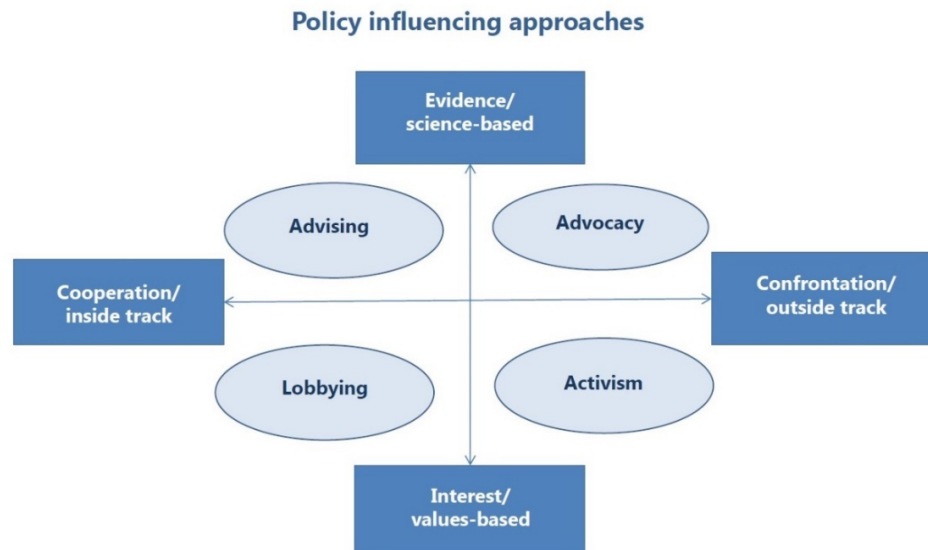 Policy influencing approaches
Evidence/
science-based
Advising
Advocacy
Cooperation/
inside track
Confrontation/
outside track
Lobbying
Activism
Interest/
values-based